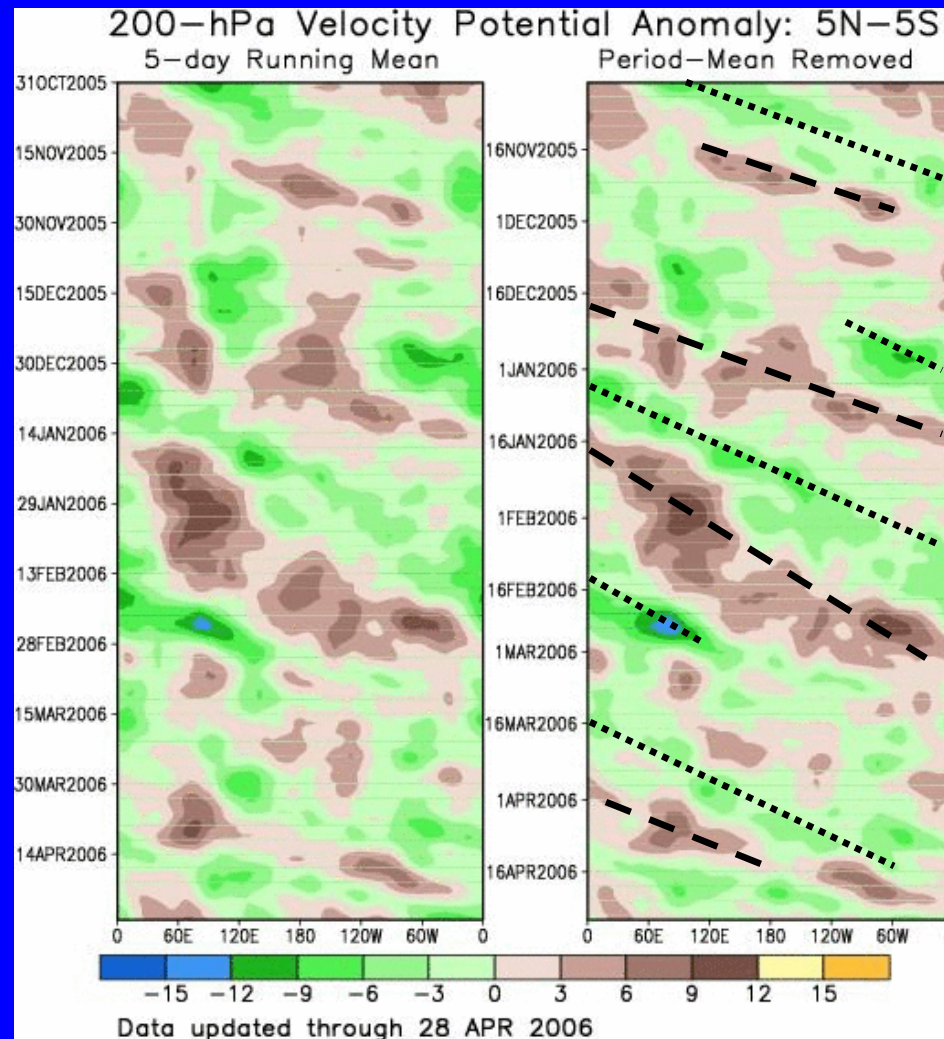 200-hPa Velocity Potential Anomaly: 5N-5S
5-day Running Mean
Period-Mean Removed
31OCT2005
15NOV2005
30NOV2005
15DEC2005
30DEC2005
14JAN2006
29JAN2006
13FEB2006
28FEB2006
15MAR2006
30MAR2006
14APR2006
0 60E 120E 180 120W 60W 0
16NOV2005
1DEC2005
16DEC2005
1JAN2006
16JAN2006
1FEB2006
16FEB2006
1MAR2006
16MAR2006
1APR2006
16APR2006
0 60E 120E 180 120W 60W
-15 -12 -9 -6 -3 0 3 6 9 12 15
Data updated through 28 APR 2006